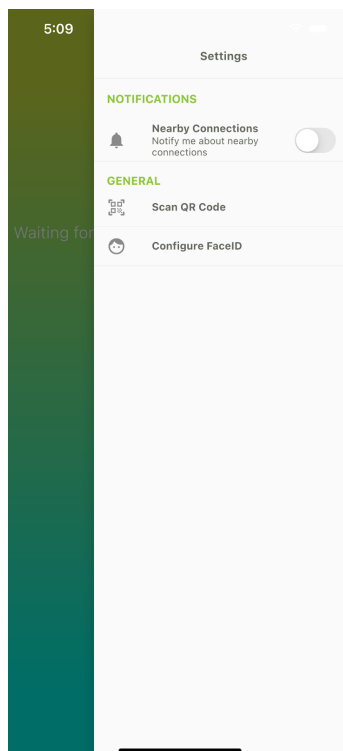 5:09
Settings
NOTIFICATIONS
Nearby Connections
Notify me about nearby
connections
GENERAL
Scan QR Code
Configure FaceID
Waiting for